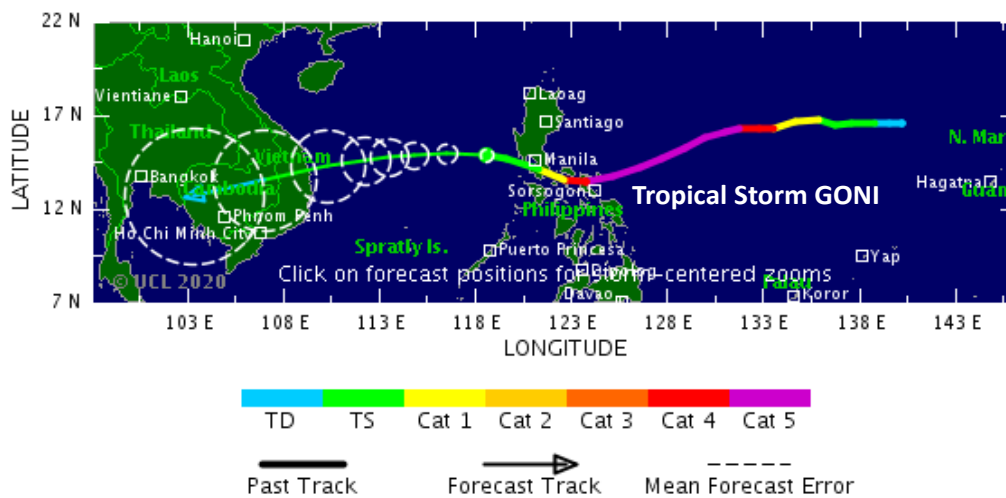 22 N
17 N
12 N
7 N
LATITUDE
Hanoi
Laos
Vientiane
Thailand
Vietnam
Bangkok
Cambodia
Phnom Penh
Ho Chi Minh City
Spratly Is.
© UCL 2020
Laoag
Santiago
Manila
Sorsogon
Philippines
Puerto Princesa
Davao
Tropical Storm GONI
N. Mar
Hagatna
Guam
Yap
Palau
Koror
Click on forecast positions for storm-centered zooms
103 E 108 E 113 E 118 E 123 E 128 E 133 E 138 E 143 E
LONGITUDE
TD TS Cat 1 Cat 2 Cat 3 Cat 4 Cat 5
Past Track Forecast Track Mean Forecast Error